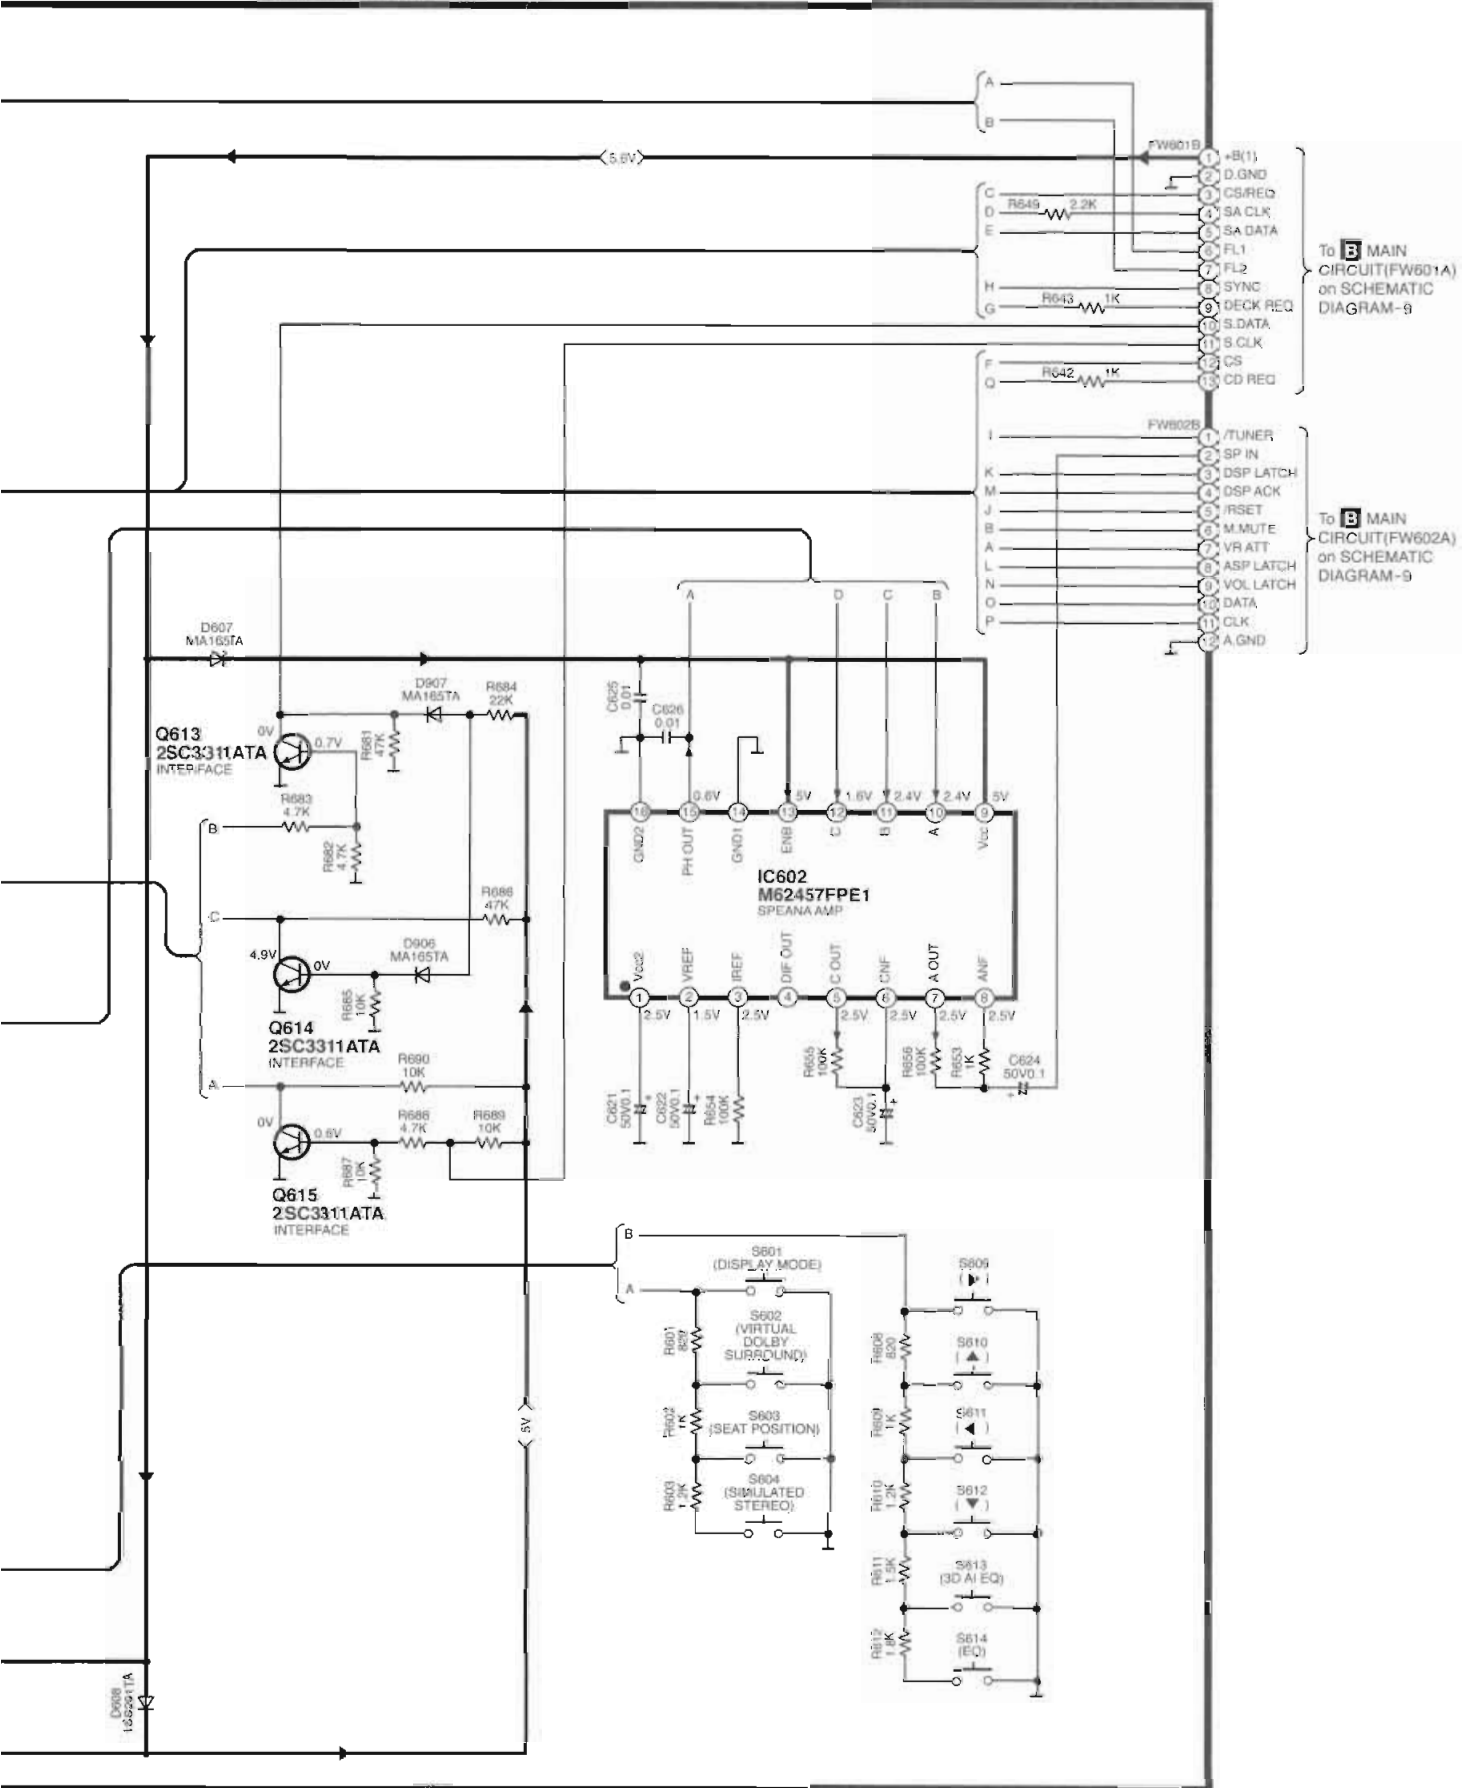 A
B
5.6V
FW601B
1 +B(1)
2 D.GND
C 3 CS/REQ
D R649 2.2K 4 SA CLK
E 5 SA DATA
6 FL1
7 FL2
H 8 SYNC
G R643 1K 9 DECK REQ
10 S.DATA
11 S.CLK
F 12 CS
Q R642 1K 13 CD REQ
To B MAIN
CIRCUIT(FW601A)
on SCHEMATIC
DIAGRAM-9
FW602B
I 1 /TUNER
2 SP IN
K 3 DSP LATCH
M 4 DSP ACK
J 5 /RSET
B 6 M.MUTE
A 7 VR ATT
L 8 ASP LATCH
N 9 VOL LATCH
O 10 DATA
P 11 CLK
12 A.GND
To B MAIN
CIRCUIT(FW602A)
on SCHEMATIC
DIAGRAM-9
A D C B
D607
MA165TA
D907
MA165TA
R684
22K
C625
0.01
C626
0.01
Q613
2SC3311ATA
INTERFACE
0V
0.7V
R681
47K
R683
4.7K
B
R682
4.7K
R686
47K
C
4.9V
0V
D906
MA165TA
R685
10K
Q614
2SC3311ATA
INTERFACE
R690
10K
A
0V
0.6V
R688
4.7K
R689
10K
R687
10K
Q615
2SC3311ATA
INTERFACE
0.6V 5V 1.6V 2.4V 2.4V 5V
16 15 14 13 12 11 10 9
GND2 PH OUT GND1 ENB C B A Vcc
IC602
M62457FPE1
SPEANA AMP
Vcc2 VREF IREF DIF OUT C OUT CNF A OUT ANF
1 2 3 4 5 6 7 8
2.5V 1.5V 2.5V 2.5V 2.5V 2.5V 2.5V
R655
100K
R656
100K
R653
1K
C624
50V0.1
+
C621
50V0.1
+
C622
50V0.1
+
R654
100K
C623
50V0.1
+
B
A
S601
(DISPLAY MODE)
R601
820
S602
(VIRTUAL
DOLBY
SURROUND)
R602
1K
S603
(SEAT POSITION)
R603
1.2K
S604
(SIMULATED
STEREO)
S609
(▶)
R608
820
S610
(▲)
R609
1K
S611
(◀)
R610
1.2K
S612
(▼)
R611
1.5K
S613
(3D AI EQ)
R612
1.8K
S614
(EQ)
5V
D608
1SS291TA